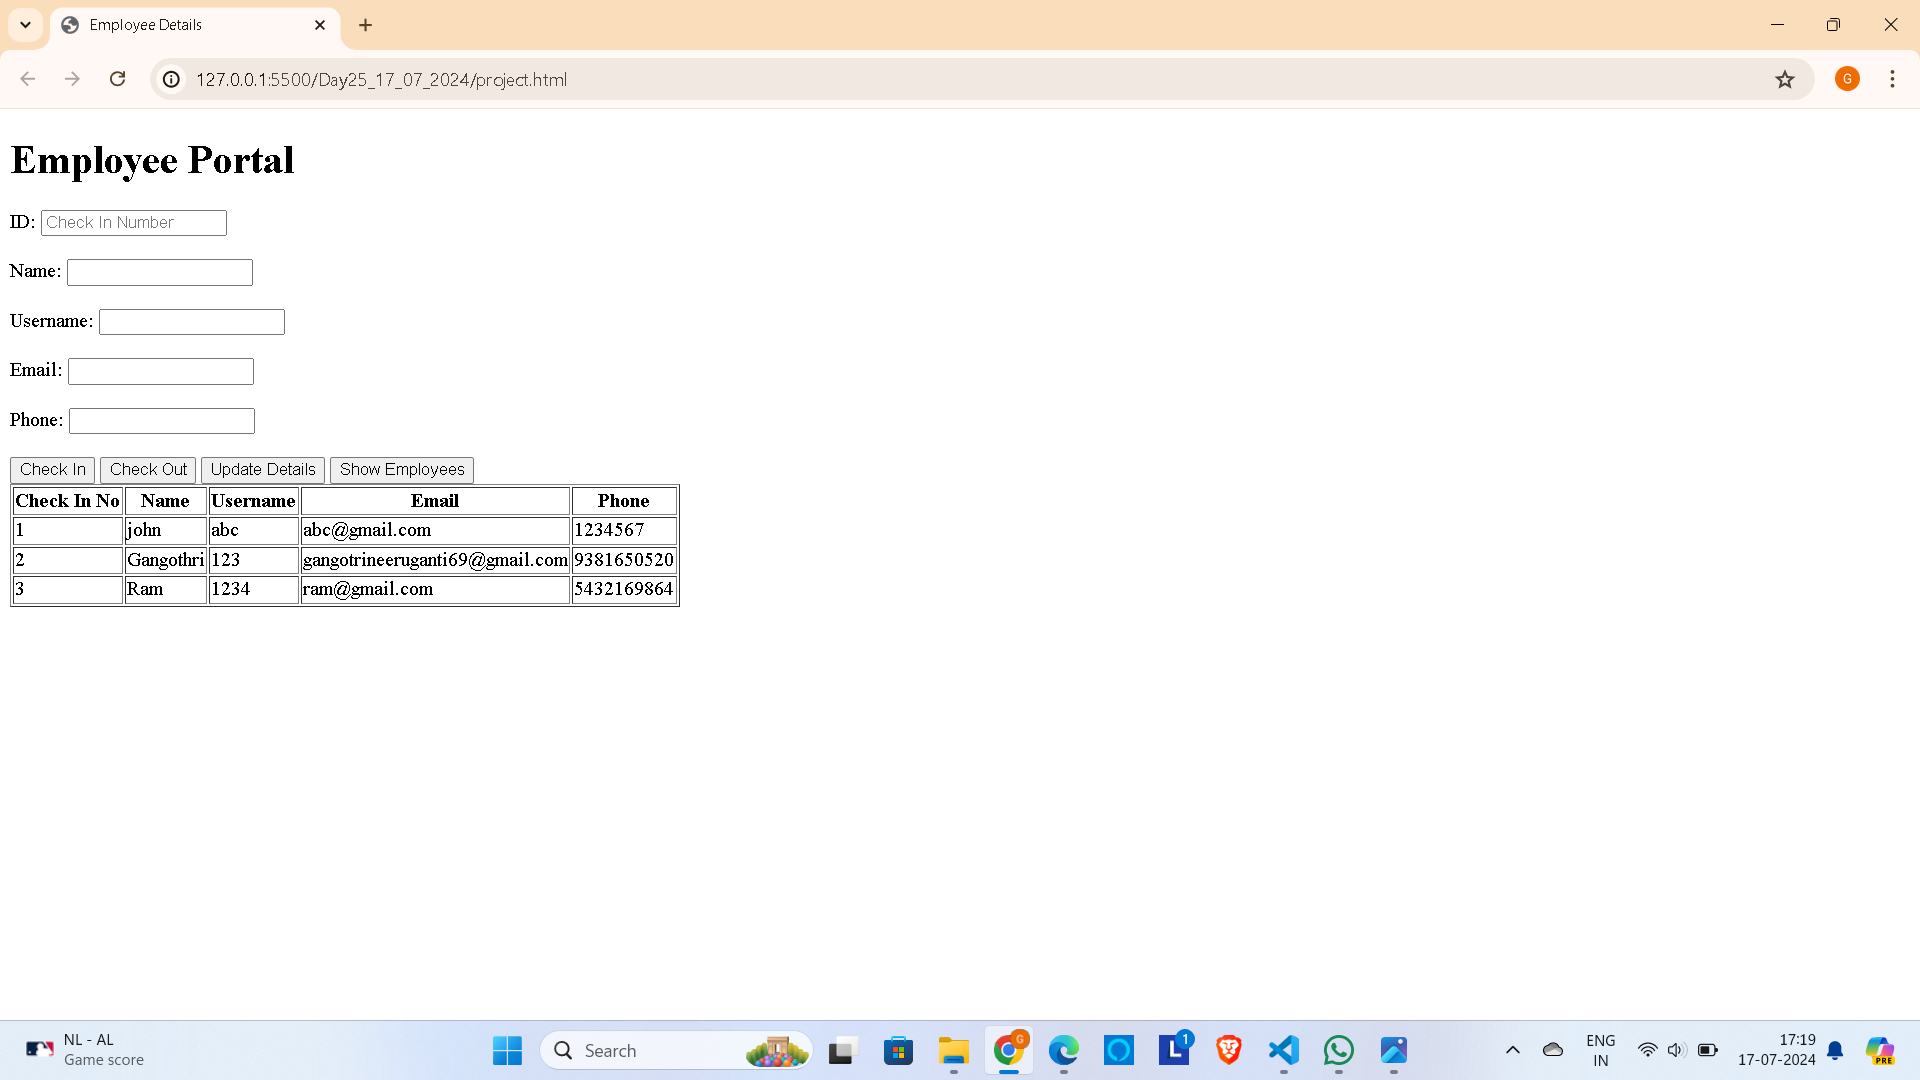 Employee Details
127.0.0.1:5500/Day25_17_07_2024/project.html
G
Employee Portal
ID: Check In Number
Name:
Username:
Email:
Phone:
Check In Check Out Update Details Show Employees
Check In No Name Username Email Phone
1 john abc abc@gmail.com 1234567
2 Gangothri 123 gangotrineeruganti69@gmail.com 9381650520
3 Ram 1234 ram@gmail.com 5432169864
NL - AL
Game score
Search
G
L 1
ENG
IN
17:19
17-07-2024
PRE